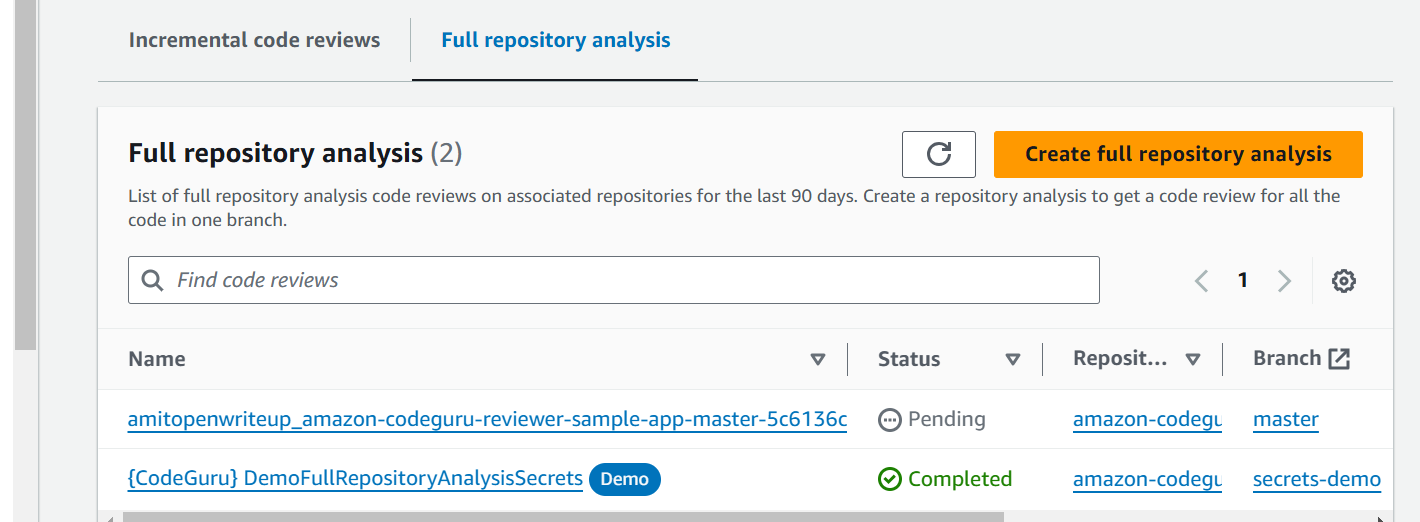 Incremental code reviews
Full repository analysis
Full repository analysis (2)
Create full repository analysis
List of full repository analysis code reviews on associated repositories for the last 90 days. Create a repository analysis to get a code review for all the
code in one branch.
Find code reviews
1
Name
Status
Reposit...
Branch
amitopenwriteup_amazon-codeguru-reviewer-sample-app-master-5c6136c
Pending
amazon-codegu
master
{CodeGuru} DemoFullRepositoryAnalysisSecrets
Demo
Completed
amazon-codegu
secrets-demo